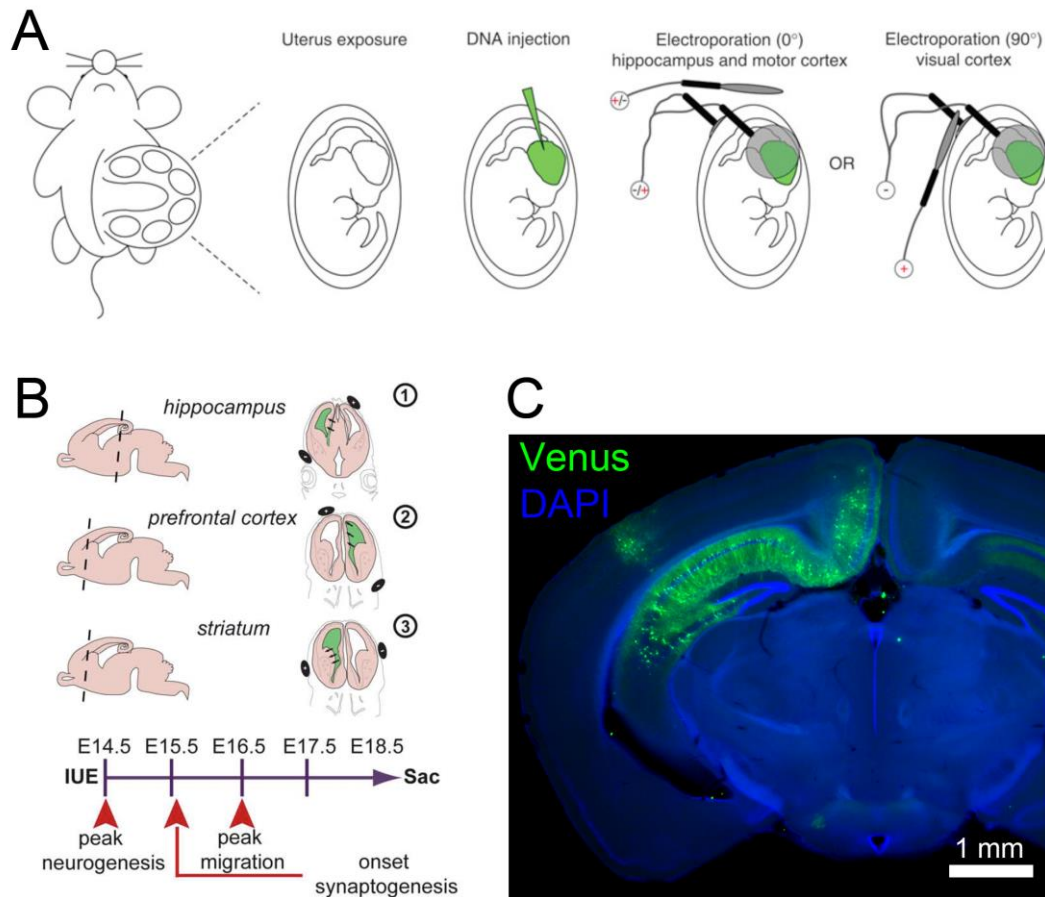 A
Uterus exposure
DNA injection
Electroporation (0°)
hippocampus and motor cortex
+/-
-/+
OR
Electroporation (90°)
visual cortex
-
+
B
hippocampus
1
prefrontal cortex
2
striatum
3
E14.5 E15.5 E16.5 E17.5 E18.5
IUE
Sac
peak
neurogenesis
peak
migration
onset
synaptogenesis
C
Venus
DAPI
1 mm